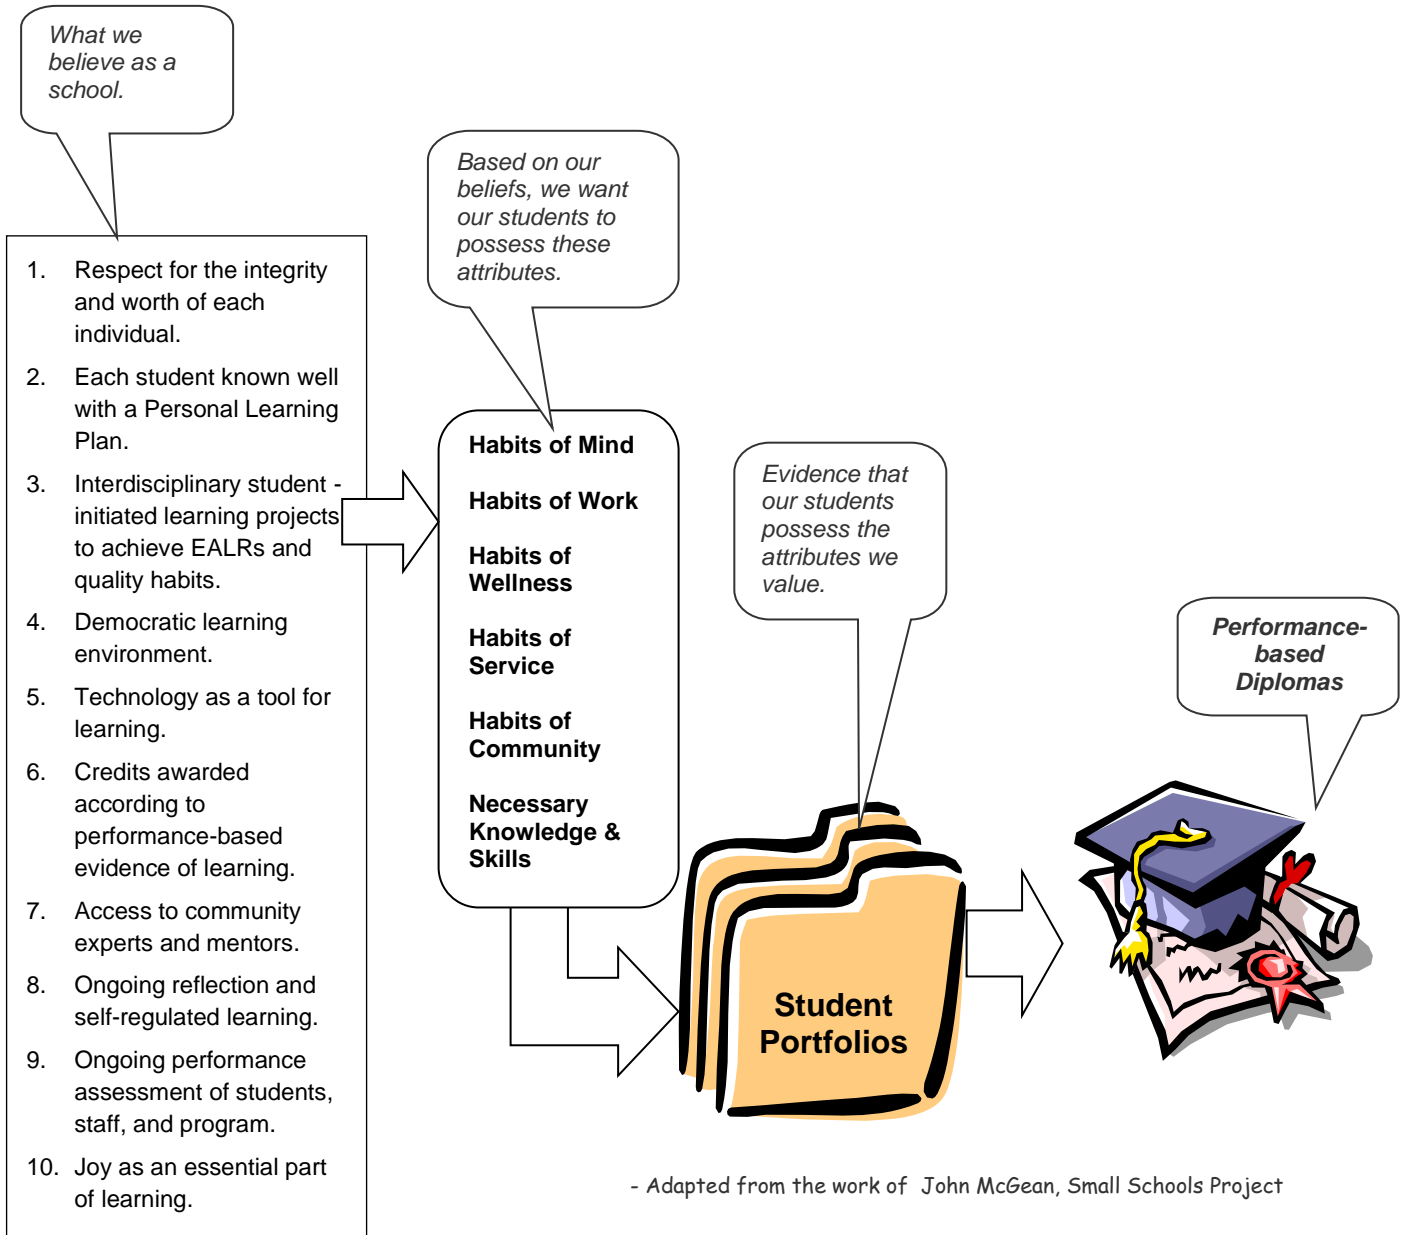 What we
believe as a
school.
1. Respect for the integrity
and worth of each
individual.
2. Each student known well
with a Personal Learning
Plan.
3. Interdisciplinary student -
initiated learning projects
to achieve EALRs and
quality habits.
4. Democratic learning
environment.
5. Technology as a tool for
learning.
6. Credits awarded
according to
performance-based
evidence of learning.
7. Access to community
experts and mentors.
8. Ongoing reflection and
self-regulated learning.
9. Ongoing performance
assessment of students,
staff, and program.
10. Joy as an essential part
of learning.
Based on our
beliefs, we want
our students to
possess these
attributes.
Habits of Mind
Habits of Work
Habits of
Wellness
Habits of
Service
Habits of
Community
Necessary
Knowledge &
Skills
Evidence that
our students
possess the
attributes we
value.
Student
Portfolios
Performance-
based
Diplomas
- Adapted from the work of John McGean, Small Schools Project